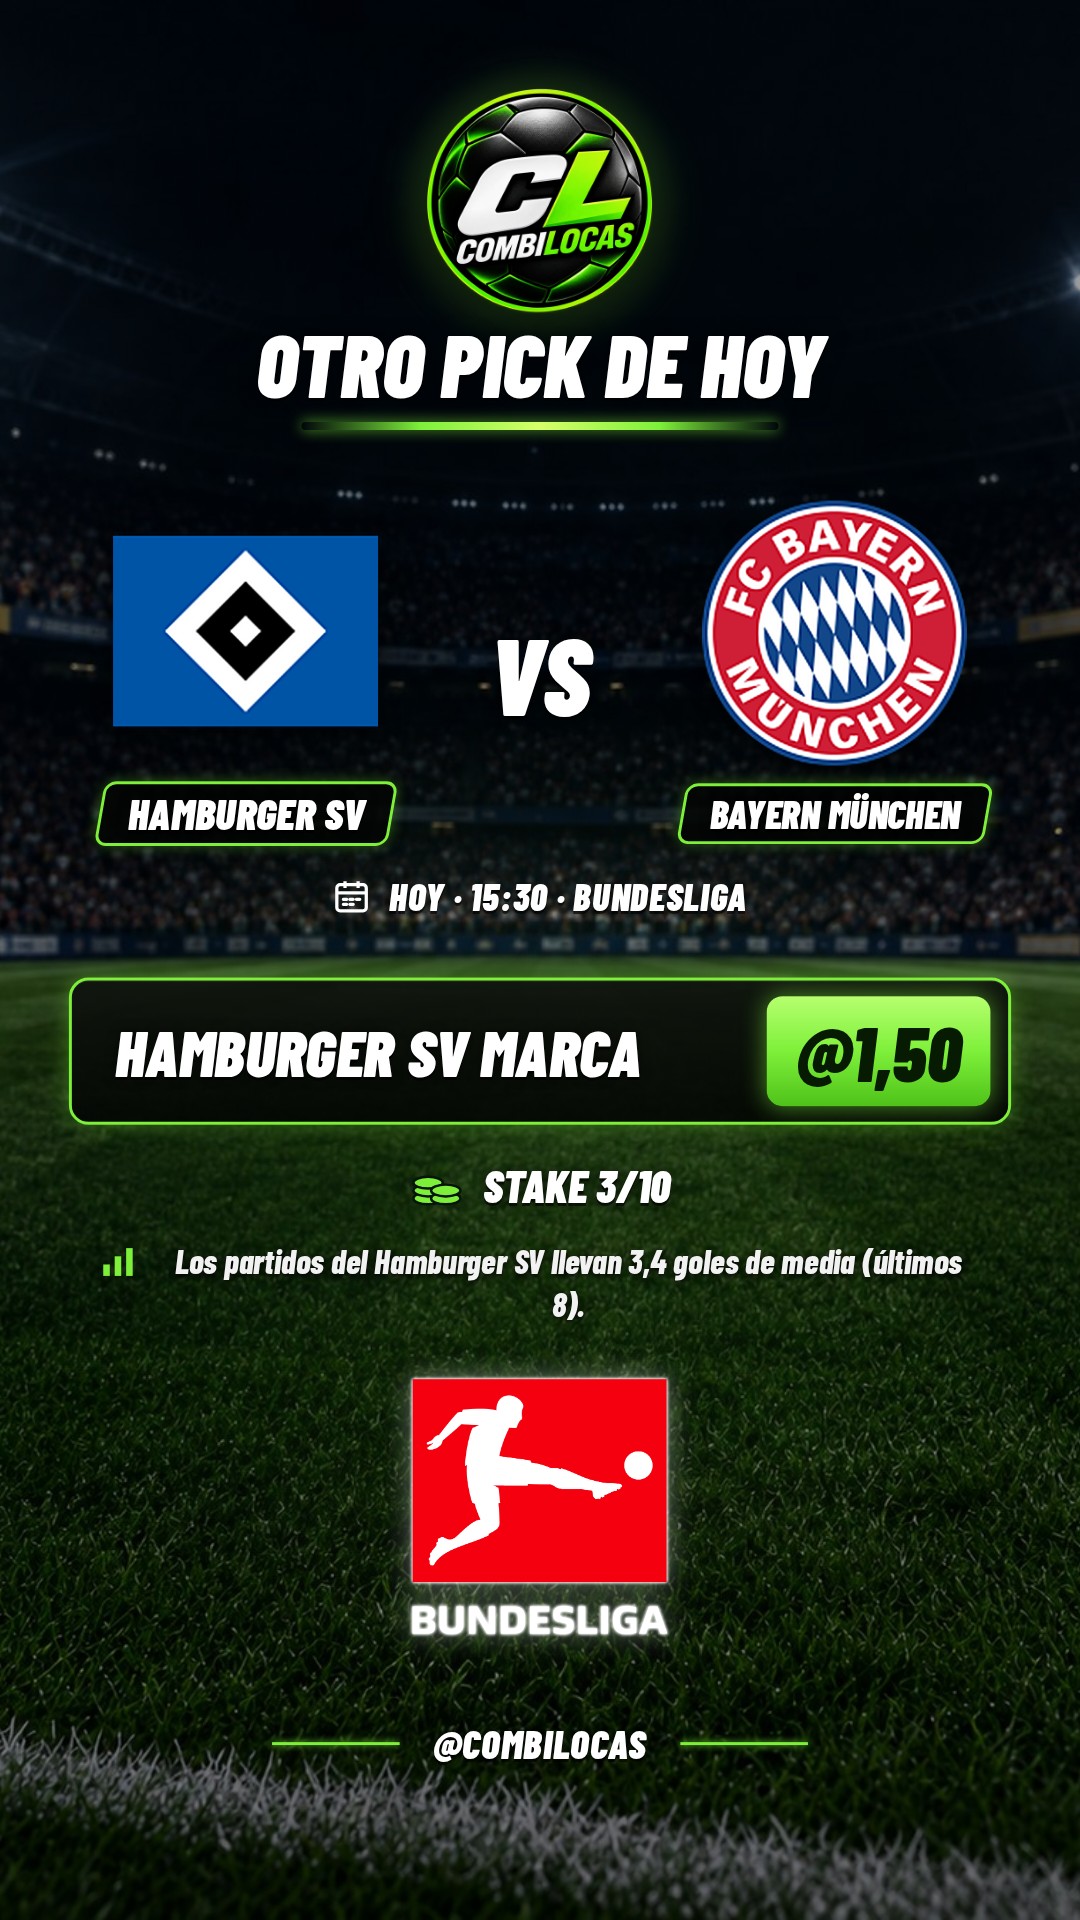 CL
COMBILOCAS
OTRO PICK DE HOY
FC BAYERN
MÜNCHEN
VS
HAMBURGER SV
BAYERN MÜNCHEN
HOY · 15:30 · BUNDESLIGA
HAMBURGER SV MARCA
@1,50
STAKE 3/10
Los partidos del Hamburger SV llevan 3,4 goles de media (últimos
8).
BUNDESLIGA
@COMBILOCAS